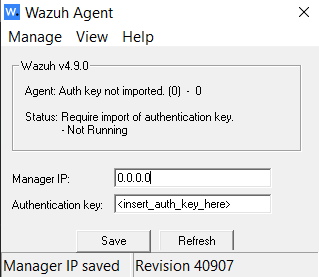 W. Wazuh Agent
Manage View Help
Wazuh v4.9.0
Agent: Auth key not imported. (0) - 0
Status: Require import of authentication key.
- Not Running
Manager IP: 0.0.0.0
Authentication key: <insert_auth_key_here>
Save Refresh
Manager IP saved Revision 40907